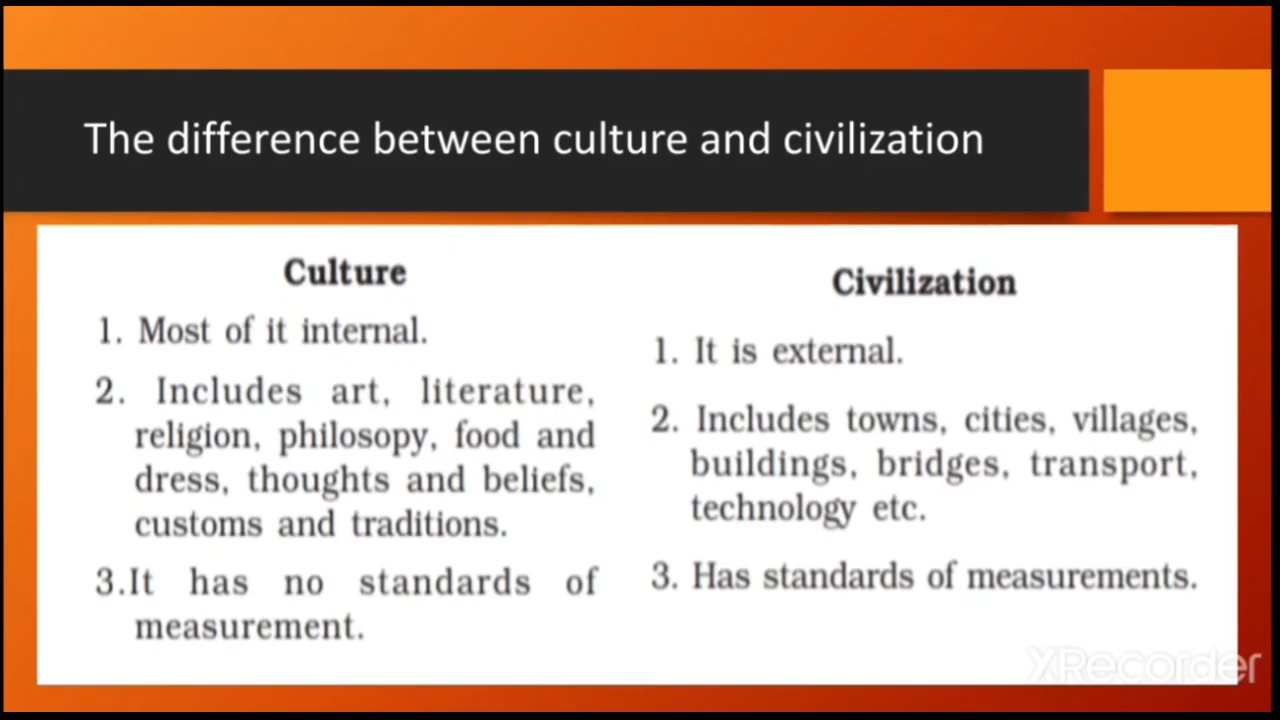 The difference between culture and civilization
Culture
1. Most of it internal.
2. Includes art, literature,
religion, philosopy, food and
dress, thoughts and beliefs,
customs and traditions.
3.It has no standards of
measurement.
Civilization
1. It is external.
2. Includes towns, cities, villages,
buildings, bridges, transport,
technology etc.
3. Has standards of measurements.
XRecorder